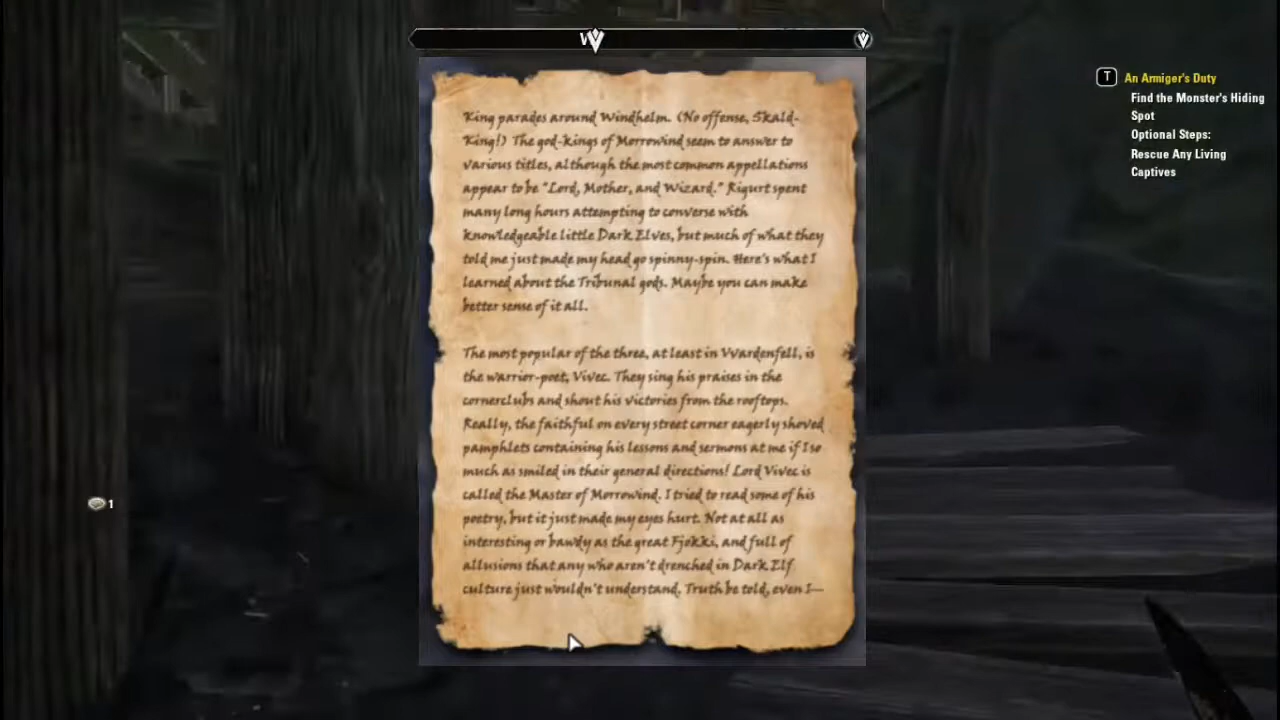 W
King parades around Windhelm. (No offense, Skald-
King!) The god-kings of Morrowind seem to answer to
various titles, although the most common appellations
appear to be "Lord, Mother, and Wizard." Rigurt spent
many long hours attempting to converse with
knowledgeable little Dark Elves, but much of what they
told me just made my head go spinny-spin. Here's what I
learned about the Tribunal gods. Maybe you can make
better sense of it all.
The most popular of the three, at least in Vvardenfell, is
the warrior-poet, Vivec. They sing his praises in the
cornerclubs and shout his victories from the rooftops.
Really, the faithful on every street corner eagerly shoved
pamphlets containing his lessons and sermons at me if I so
much as smiled in their general directions! Lord Vivec is
called the Master of Morrowind. I tried to read some of his
poetry, but it just made my eyes hurt. Not at all as
interesting or bawdy as the great Fjokki, and full of
allusions that any who aren't drenched in Dark Elf
culture just wouldn't understand. Truth be told, even I—
T An Armiger's Duty
Find the Monster's Hiding
Spot
Optional Steps:
Rescue Any Living
Captives
1